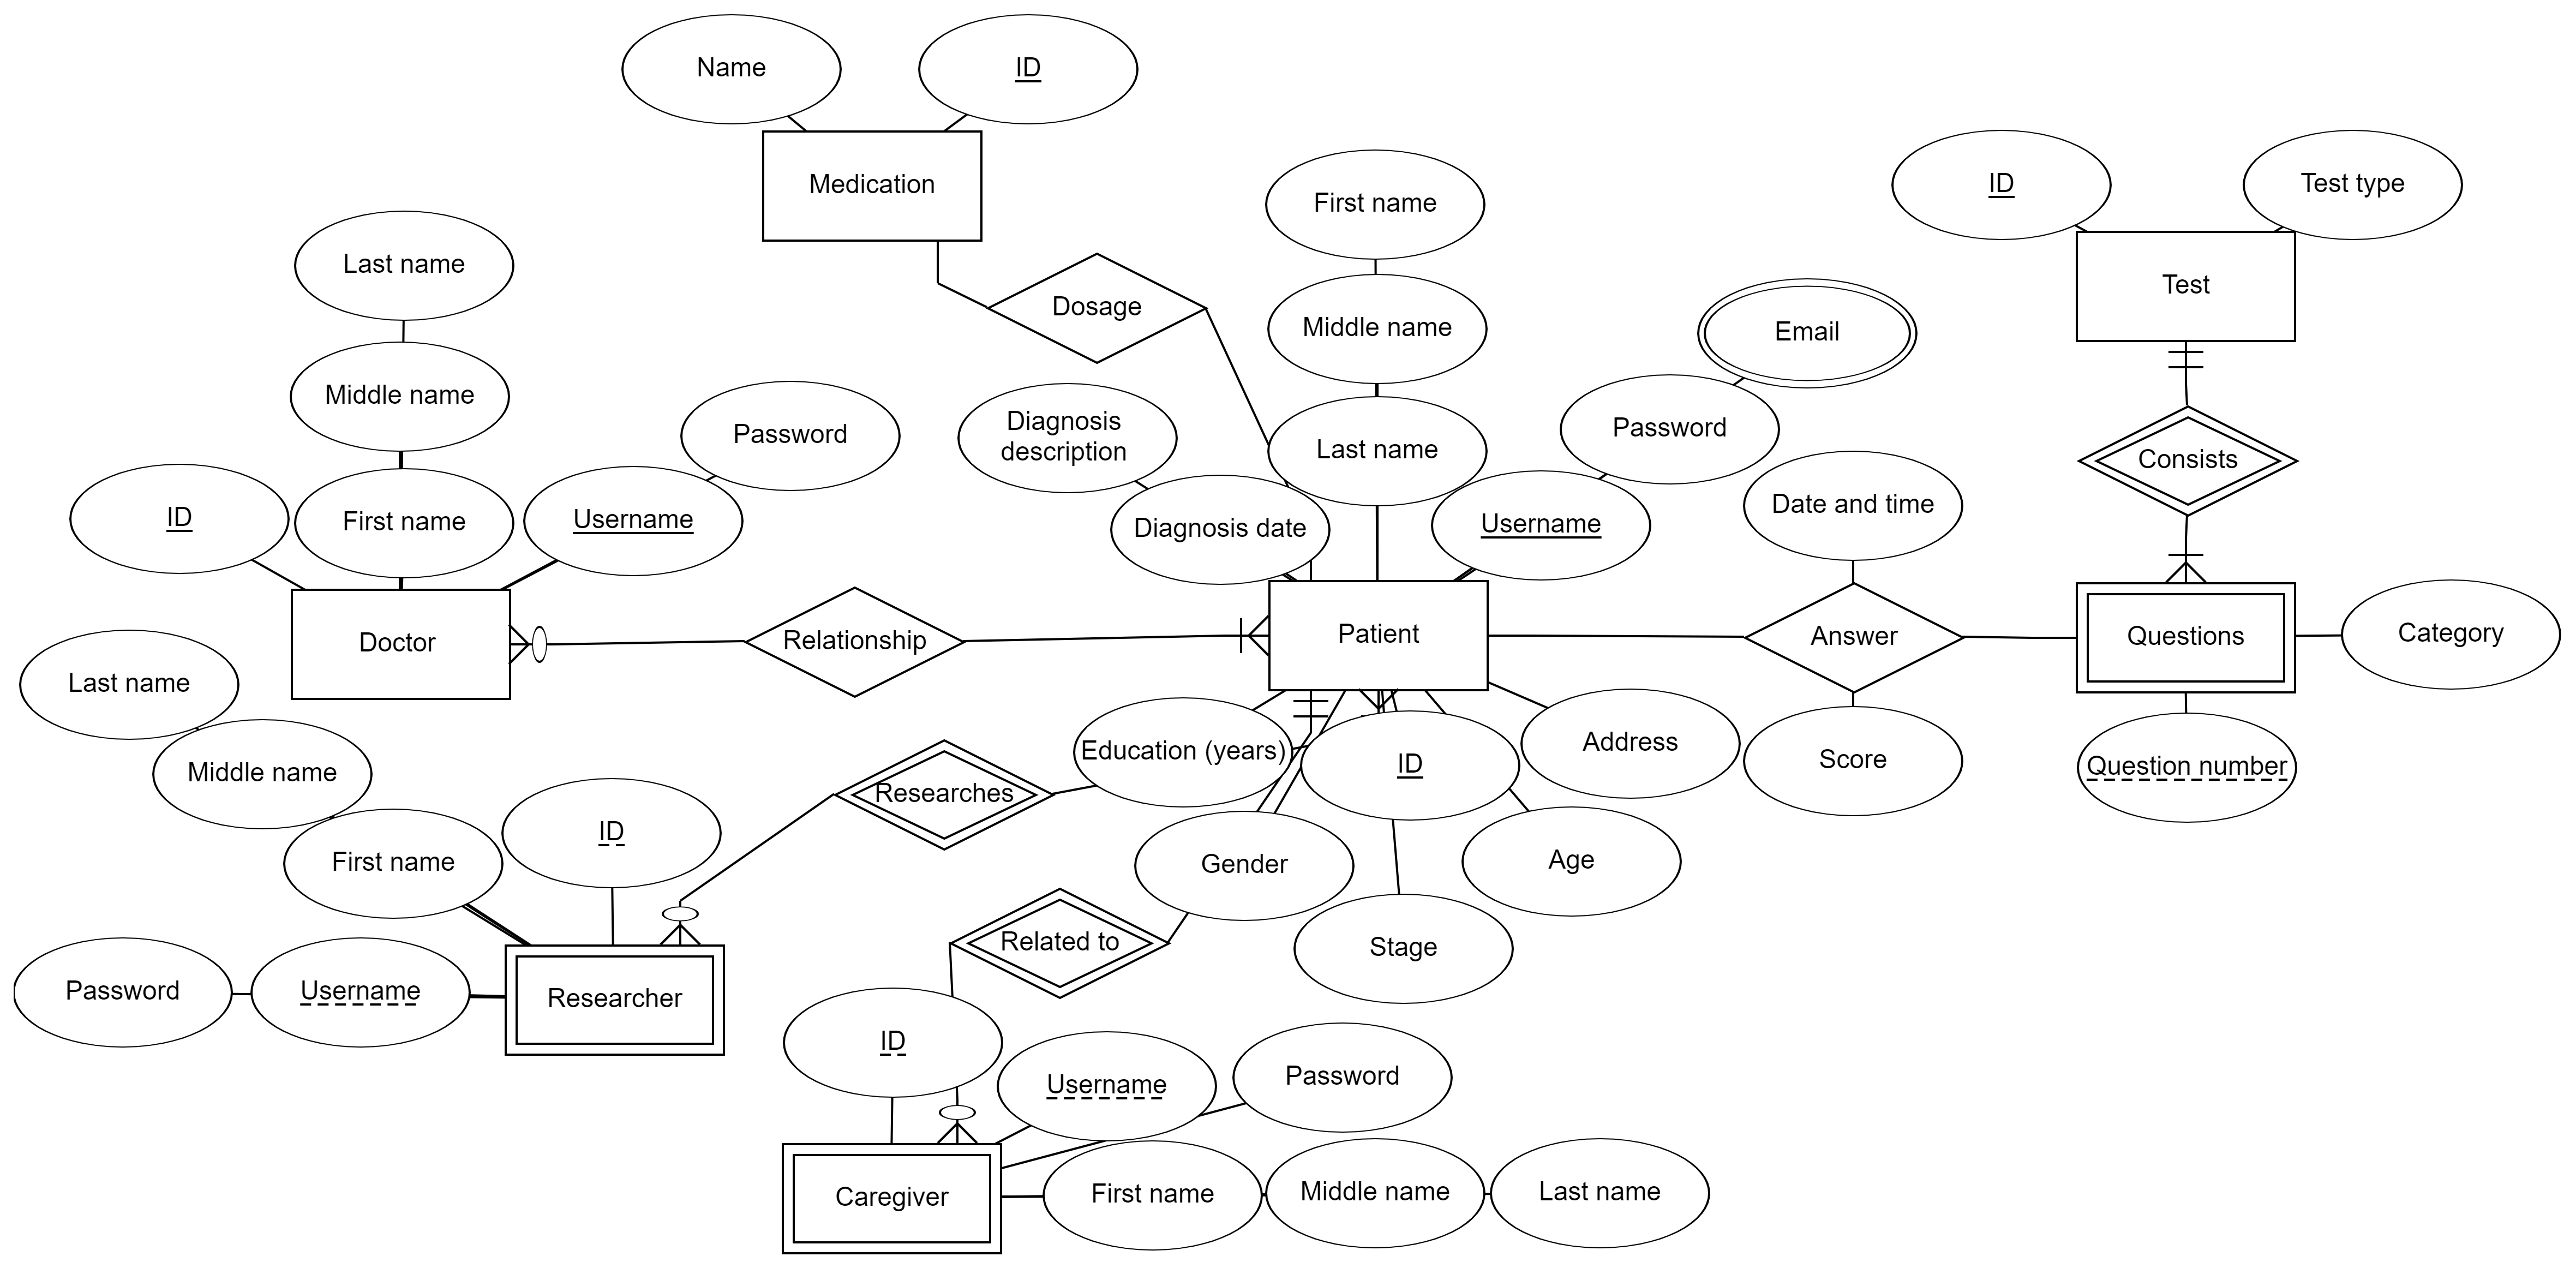 Name
ID
Medication
First name
ID
Test type
Last name
Test
Dosage
Middle name
Email
Middle name
Password
Diagnosis
description
Last name
Password
Consists
Date and time
ID
First name
Username
Diagnosis date
Username
Doctor
Relationship
Patient
Answer
Questions
Category
Last name
Middle name
Education (years)
ID
Address
Score
Question number
Researches
ID
First name
Gender
Age
Related to
Stage
Password
Username
Researcher
ID
Username
Password
Caregiver
First name
Middle name
Last name